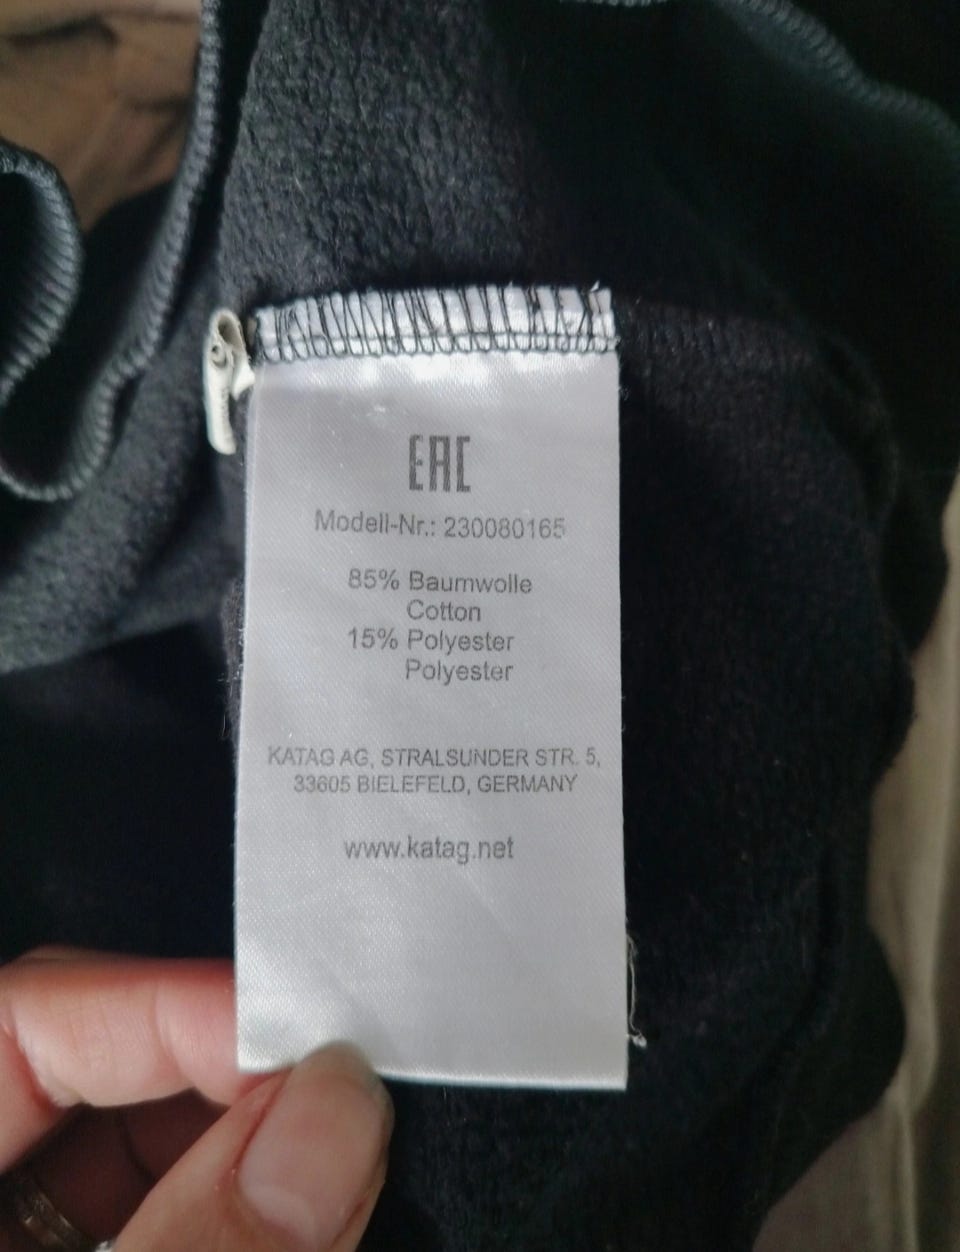 EAC
Modell-Nr.: 230080165
85% Baumwolle
Cotton
15% Polyester
Polyester
KATAG AG, STRALSUNDER STR. 5,
33605 BIELEFELD, GERMANY
www.katag.net